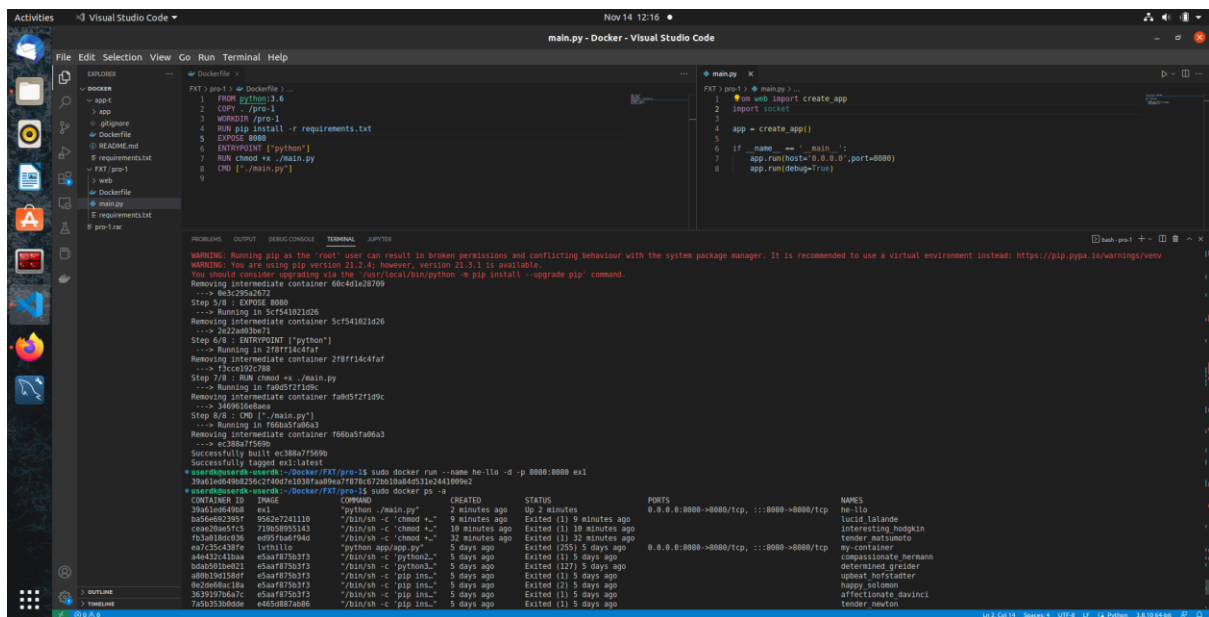 Activities
Visual Studio Code
Nov 14 12:16
main.py - Docker - Visual Studio Code
File Edit Selection View Go Run Terminal Help
EXPLORER
DOCKER
app-t
app
.gitignore
Dockerfile
README.md
requirements.txt
FXT/pro-1
web
Dockerfile
main.py
requirements.txt
pro-1.rar
OUTLINE
TIMELINE
Dockerfile
FXT > pro-1 > Dockerfile > ...
1 FROM python:3.6
2 COPY . /pro-1
3 WORKDIR /pro-1
4 RUN pip install -r requirements.txt
5 EXPOSE 8080
6 ENTRYPOINT ["python"]
7 RUN chmod +x ./main.py
8 CMD ["./main.py"]
9
main.py
FXT > pro-1 > main.py > ...
1 on web import create_app
2 import socket
3
4 app = create_app()
5
6 if __name__ == '__main__':
7 app.run(host='0.0.0.0',port=8080)
8 app.run(debug=True)
PROBLEMS OUTPUT DEBUG CONSOLE TERMINAL JUPYTER
bash - pro-1
WARNING: Running pip as the 'root' user can result in broken permissions and conflicting behaviour with the system package manager. It is recommended to use a virtual environment instead: https://pip.pypa.io/warnings/venv
WARNING: You are using pip version 21.2.4; however, version 21.3.1 is available.
You should consider upgrading via the '/usr/local/bin/python -m pip install --upgrade pip' command.
Removing intermediate container 60c4d1e28709
---> 0e3c295a2672
Step 5/8 : EXPOSE 8080
---> Running in 5cf541021d26
Removing intermediate container 5cf541021d26
---> 2e22ad03be71
Step 6/8 : ENTRYPOINT ["python"]
---> Running in 2f8ff14c4faf
Removing intermediate container 2f8ff14c4faf
---> f3cce192c788
Step 7/8 : RUN chmod +x ./main.py
---> Running in fa0d5f2f1d9c
Removing intermediate container fa0d5f2f1d9c
---> 3469616e8aea
Step 8/8 : CMD ["./main.py"]
---> Running in f66ba5fa06a3
Removing intermediate container f66ba5fa06a3
---> ec388a7f569b
Successfully built ec388a7f569b
Successfully tagged ex1:latest
userdk@userdk-userdk:~/Docker/FXT/pro-1$ sudo docker run --name he-llo -d -p 8080:8080 ex1
39a61ed649b8256c2f40d7e1038faa89ea7f878c672bb10a84d531e2441009e2
userdk@userdk-userdk:~/Docker/FXT/pro-1$ sudo docker ps -a
CONTAINER ID IMAGE COMMAND CREATED STATUS PORTS NAMES
39a61ed649b8 ex1 "python ./main.py" 2 minutes ago Up 2 minutes 0.0.0.0:8080->8080/tcp, :::8080->8080/tcp he-llo
ba56e692395f 9562e7241110 "/bin/sh -c 'chmod +…" 9 minutes ago Exited (1) 9 minutes ago lucid_lalande
ceae20ae5fc5 719b58955143 "/bin/sh -c 'chmod +…" 10 minutes ago Exited (1) 10 minutes ago interesting_hodgkin
fb3a018dc036 ed95fba6f94d "/bin/sh -c 'chmod +…" 32 minutes ago Exited (1) 32 minutes ago tender_matsumoto
ea7c35c438fe lvthillo "python app/app.py" 5 days ago Exited (255) 5 days ago 0.0.0.0:8080->8080/tcp, :::8080->8080/tcp my-container
a4e432c41baa e5aaf875b3f3 "/bin/sh -c 'python2…" 5 days ago Exited (1) 5 days ago compassionate_hermann
bdab501be021 e5aaf875b3f3 "/bin/sh -c 'python3…" 5 days ago Exited (127) 5 days ago determined_greider
a80b19d158df e5aaf875b3f3 "/bin/sh -c 'pip ins…" 5 days ago Exited (1) 5 days ago upbeat_hofstadter
0e2de60ac18a e5aaf875b3f3 "/bin/sh -c 'pip ins…" 5 days ago Exited (2) 5 days ago happy_solomon
3639197b6a7c e5aaf875b3f3 "/bin/sh -c 'pip ins…" 5 days ago Exited (1) 5 days ago affectionate_davinci
7a5b353b0dde e465d887ab86 "/bin/sh -c 'pip ins…" 5 days ago Exited (1) 5 days ago tender_newton
0 0
Ln 2, Col 14 Spaces: 4 UTF-8 LF Python 3.8.10 64-bit